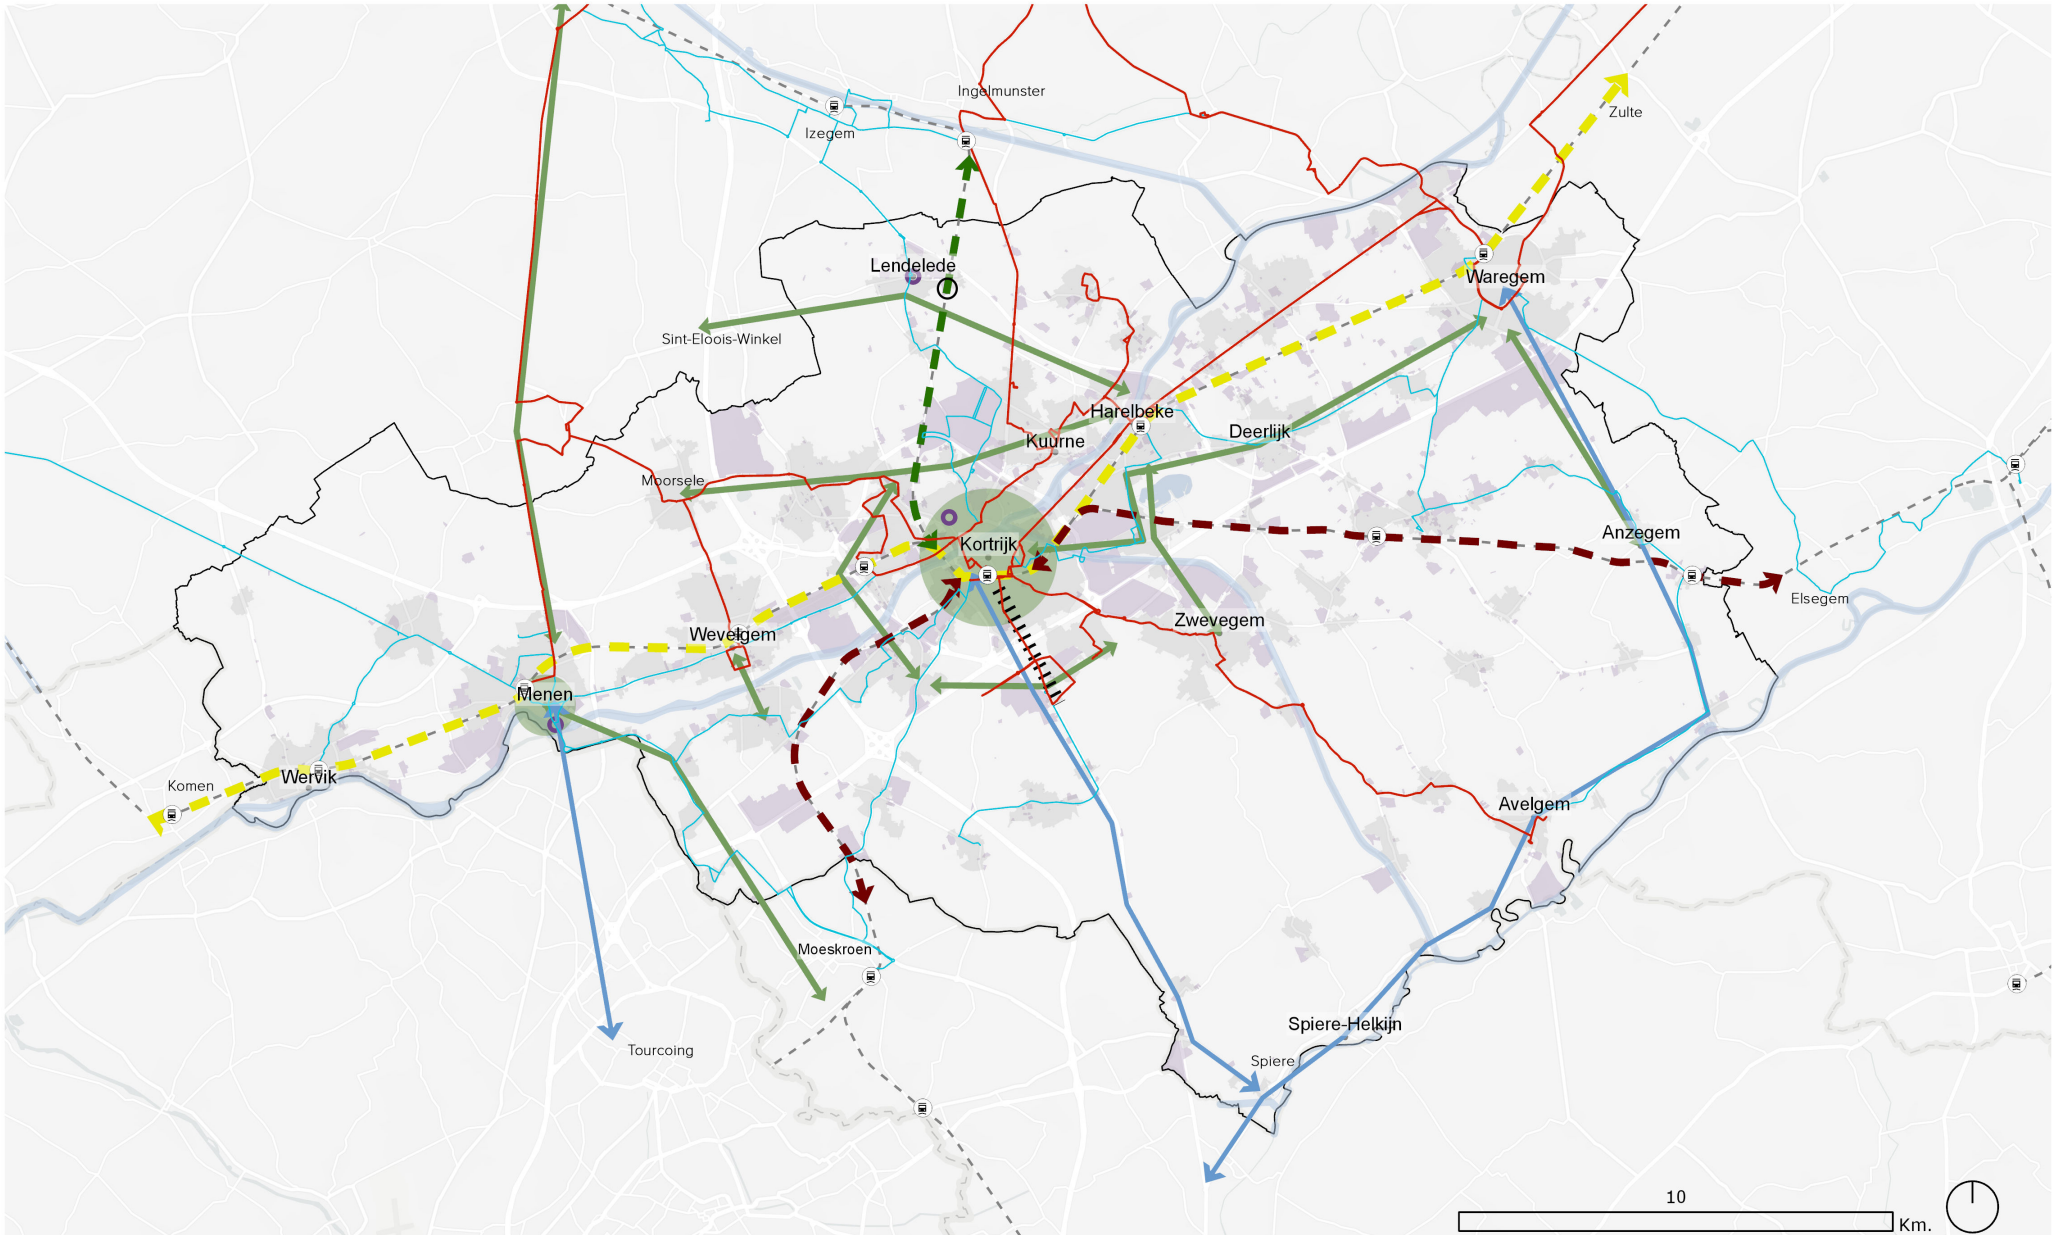 Ingelmunster
Zulte
Izegem
Lendelede
Waregem
Sint-Eloois-Winkel
Harelbeke
Deerlijk
Kuurne
Moorsele
Anzegem
Kortrijk
Elsegem
Zwevegem
Wevelgem
Menen
Wervik
Komen
Avelgem
Moeskroen
Spiere-Helkijn
Tourcoing
Spiere
10
Km.